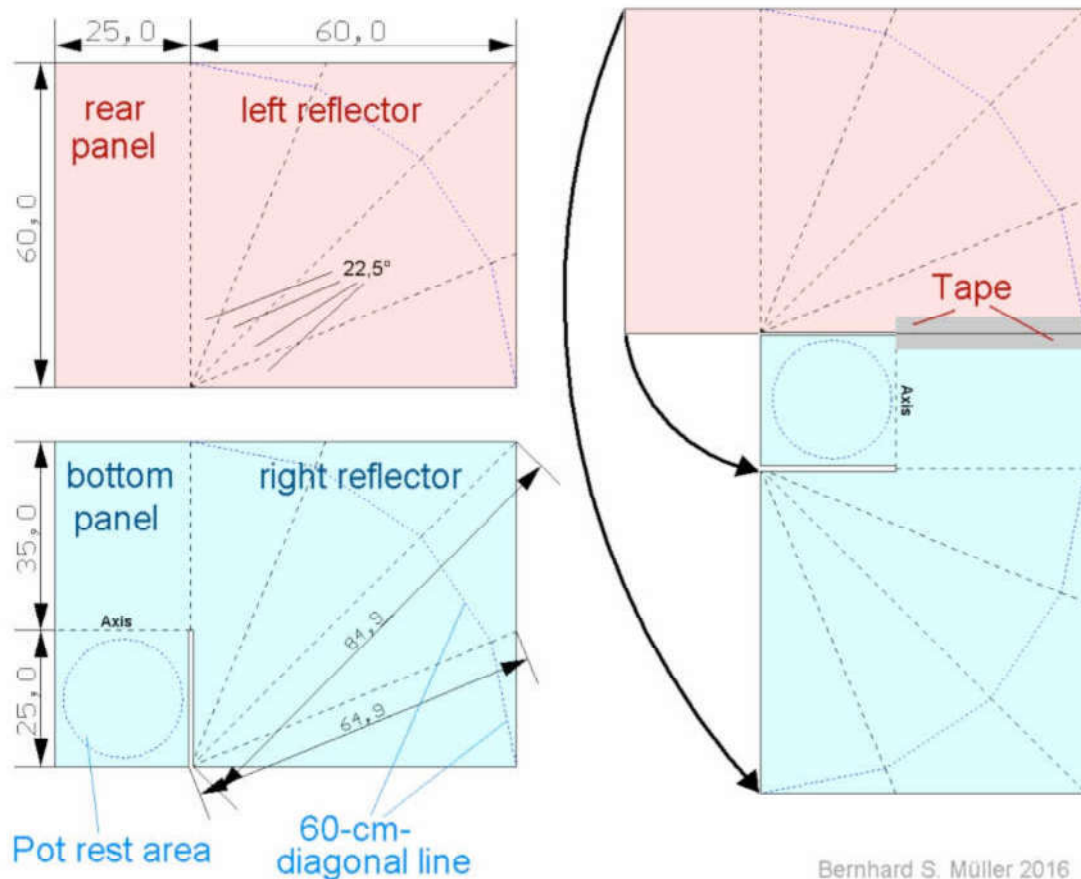 25,0
60,0
60,0
rear
panel
left reflector
22,5°
Tape
Axis
bottom
panel
right reflector
35,0
25,0
Axis
84,9
64,9
Pot rest area
60-cm-
diagonal line
Bernhard S. Müller 2016